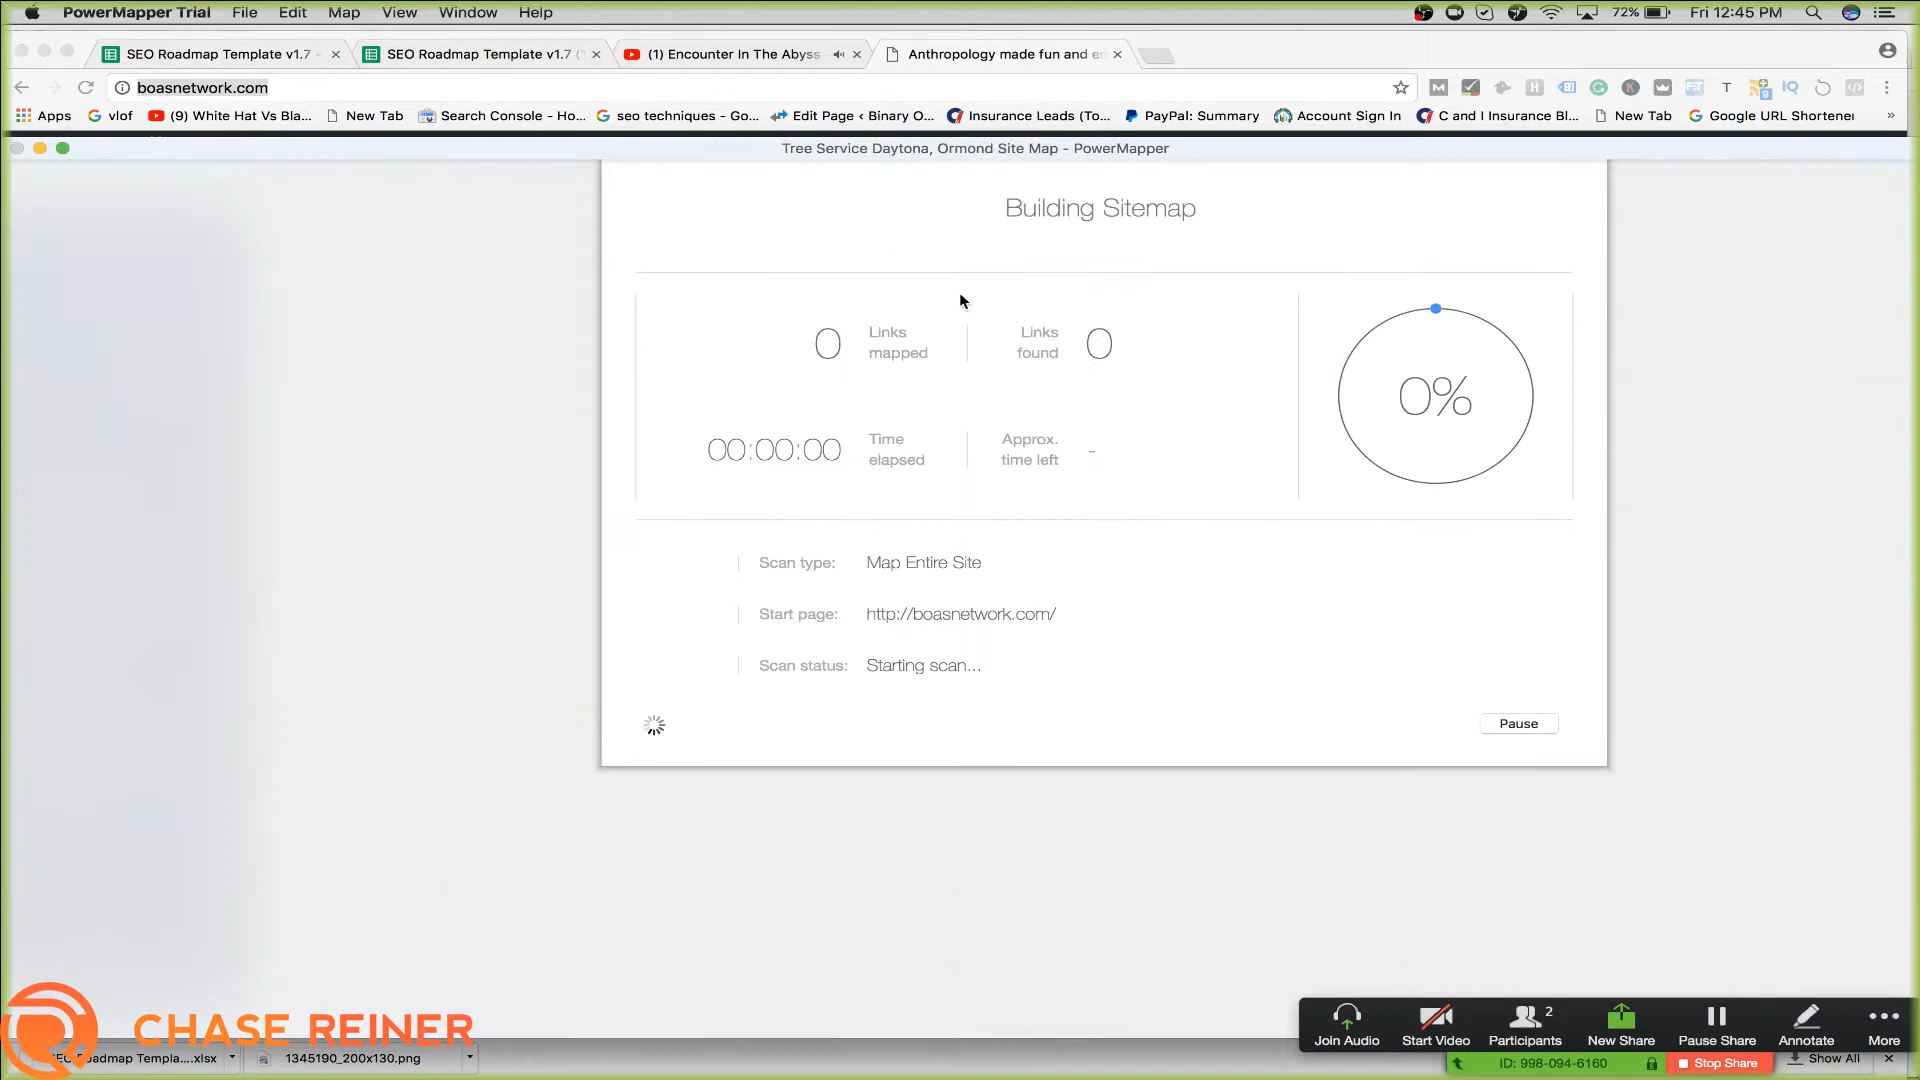 PowerMapper Trial File Edit Map View Window Help 72% Fri 12:45 PM
SEO Roadmap Template v1.7 - SEO Roadmap Template v1.7 ( (1) Encounter In The Abyss Anthropology made fun and e
boasnetwork.com
Apps vlof (9) White Hat Vs Bla... New Tab Search Console - Ho... seo techniques - Go... Edit Page ‹ Binary O... Insurance Leads (To... PayPal: Summary Account Sign In C and I Insurance Bl... New Tab Google URL Shortener »
Tree Service Daytona, Ormond Site Map - PowerMapper
Building Sitemap
0 Links mapped Links found 0
0%
00:00:00 Time elapsed Approx. time left -
Scan type: Map Entire Site
Start page: http://boasnetwork.com/
Scan status: Starting scan...
Pause
CHASE REINER
2
Join Audio Start Video Participants New Share Pause Share Annotate More
Roadmap Templa....xlsx 1345190_200x130.png ID: 998-094-6160 Stop Share Show All